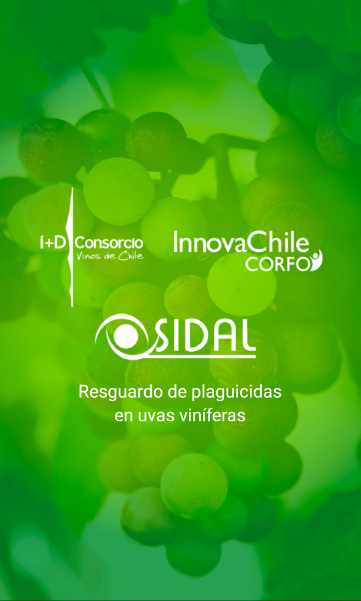 i+D Consorcio
Vinos de Chile
InnovaChile
CORFO
SIDAL
Resguardo de plaguicidas
en uvas viníferas